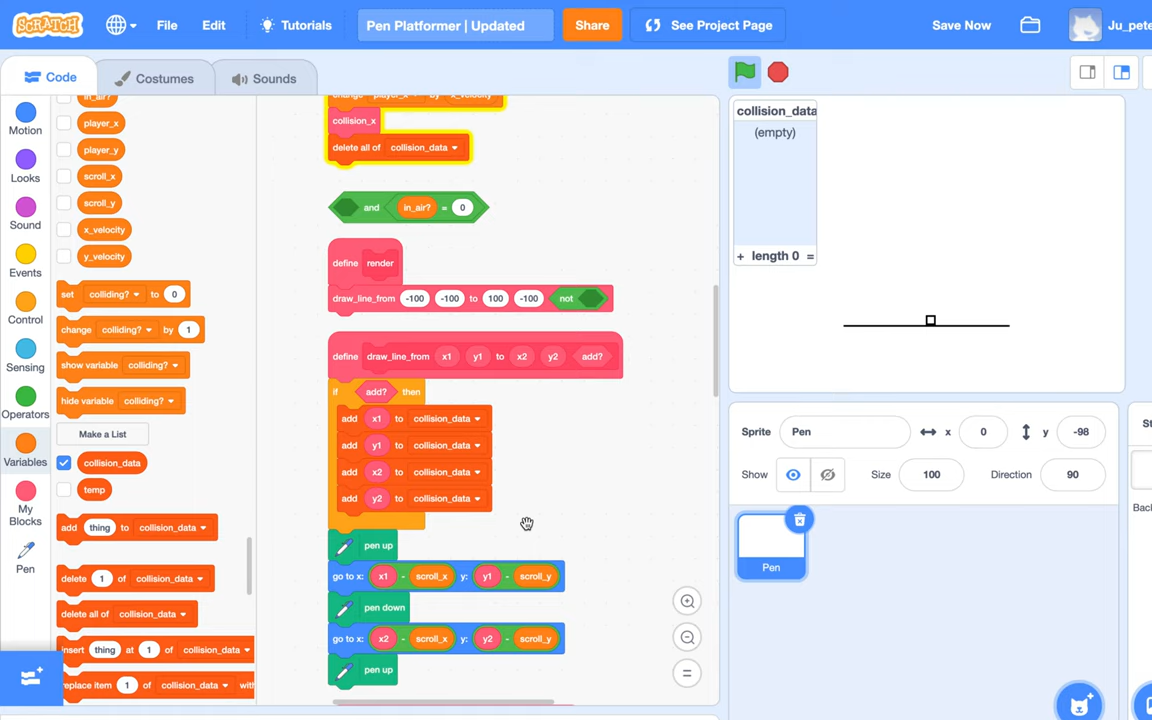 SCRATCH
File
Edit
Tutorials
Pen Platformer | Updated
Share
See Project Page
Save Now
Ju_pete
Code
Costumes
Sounds
Motion
Looks
Sound
Events
Control
Sensing
Operators
Variables
My
Blocks
Pen
in_air?
player_x
player_y
scroll_x
scroll_y
x_velocity
y_velocity
set colliding? to 0
change colliding? by 1
show variable colliding?
hide variable colliding?
Make a List
collision_data
temp
add thing to collision_data
delete 1 of collision_data
delete all of collision_data
insert thing at 1 of collision_data
replace item 1 of collision_data with
change player_x by x_velocity
collision_x
delete all of collision_data
and in_air? = 0
define render
draw_line_from -100 -100 to 100 -100 not
define draw_line_from x1 y1 to x2 y2 add?
if add? then
add x1 to collision_data
add y1 to collision_data
add x2 to collision_data
add y2 to collision_data
pen up
go to x: x1 - scroll_x y: y1 - scroll_y
pen down
go to x: x2 - scroll_x y: y2 - scroll_y
pen up
collision_data
(empty)
+ length 0 =
Sprite Pen x 0 y -98
Show Size 100 Direction 90
Pen